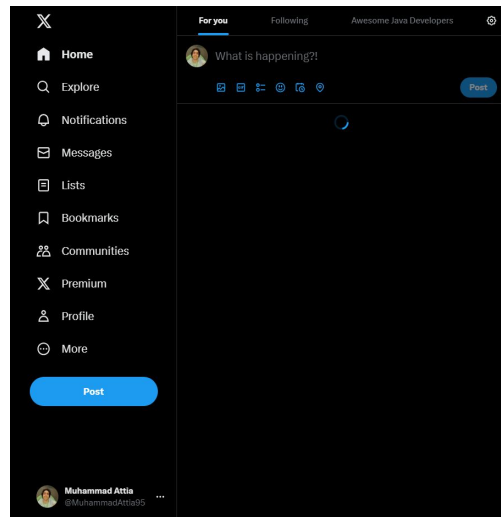 For you
Following
Awesome Java Developers
Home
What is happening?!
Explore
GIF
Post
Notifications
Messages
Lists
Bookmarks
Communities
Premium
Profile
More
Post
Muhammad Attia
@MuhammadAttia95